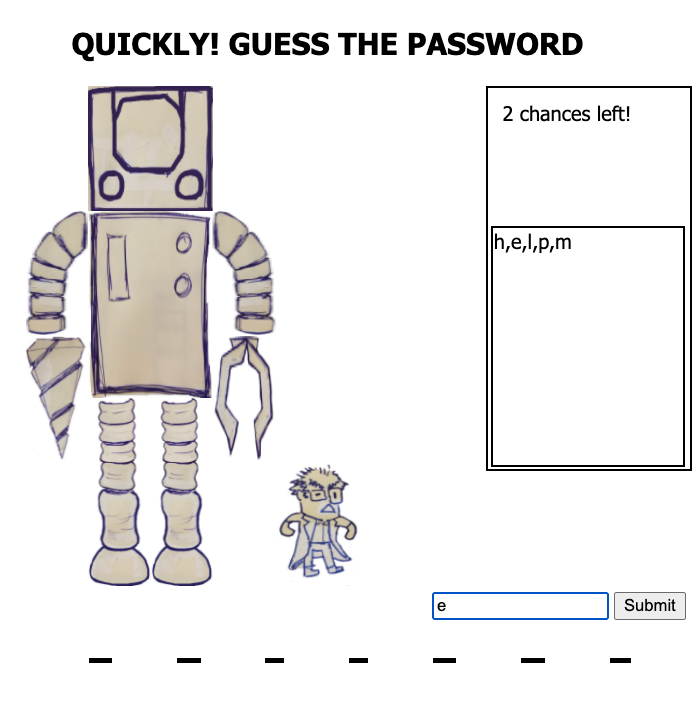 QUICKLY! GUESS THE PASSWORD
2 chances left!
h,e,l,p,m
e
Submit
_ _ _ _ _ _ _